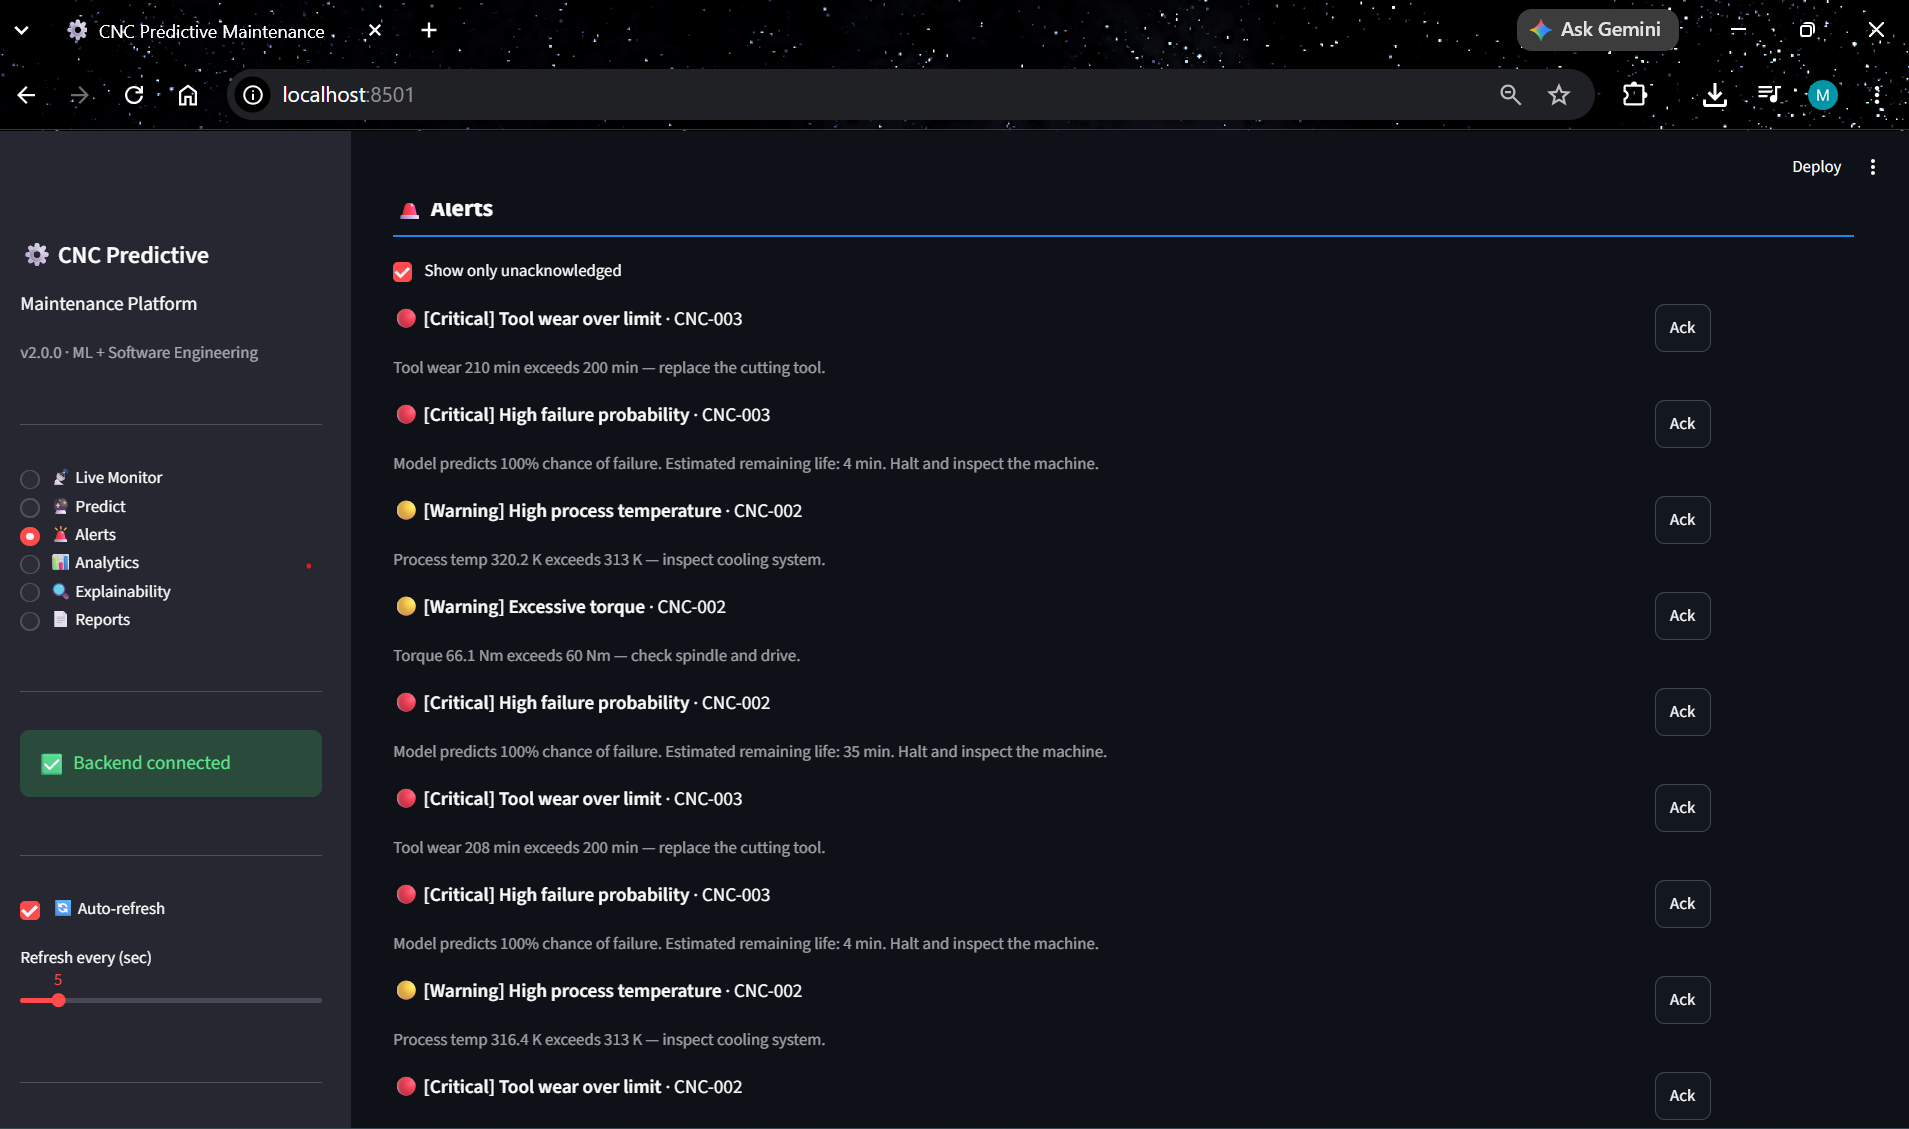 CNC Predictive Maintenance
Ask Gemini
localhost:8501
M
Deploy
CNC Predictive
Maintenance Platform
v2.0.0 · ML + Software Engineering
Live Monitor
Predict
Alerts
Analytics
Explainability
Reports
Backend connected
Auto-refresh
Refresh every (sec)
5
Alerts
Show only unacknowledged
[Critical] Tool wear over limit · CNC-003
Ack
Tool wear 210 min exceeds 200 min — replace the cutting tool.
[Critical] High failure probability · CNC-003
Ack
Model predicts 100% chance of failure. Estimated remaining life: 4 min. Halt and inspect the machine.
[Warning] High process temperature · CNC-002
Ack
Process temp 320.2 K exceeds 313 K — inspect cooling system.
[Warning] Excessive torque · CNC-002
Ack
Torque 66.1 Nm exceeds 60 Nm — check spindle and drive.
[Critical] High failure probability · CNC-002
Ack
Model predicts 100% chance of failure. Estimated remaining life: 35 min. Halt and inspect the machine.
[Critical] Tool wear over limit · CNC-003
Ack
Tool wear 208 min exceeds 200 min — replace the cutting tool.
[Critical] High failure probability · CNC-003
Ack
Model predicts 100% chance of failure. Estimated remaining life: 4 min. Halt and inspect the machine.
[Warning] High process temperature · CNC-002
Ack
Process temp 316.4 K exceeds 313 K — inspect cooling system.
[Critical] Tool wear over limit · CNC-002
Ack